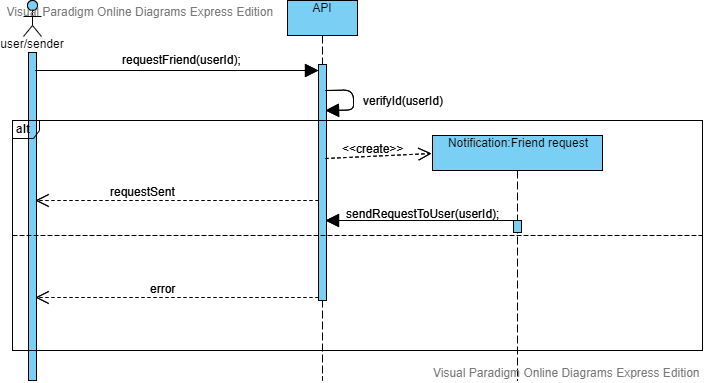 Visual Paradigm Online Diagrams Express Edition
API
user/sender
requestFriend(userId);
verifyId(userId)
alt
Notification:Friend request
<<create>>
requestSent
sendRequestToUser(userId);
error
Visual Paradigm Online Diagrams Express Edition